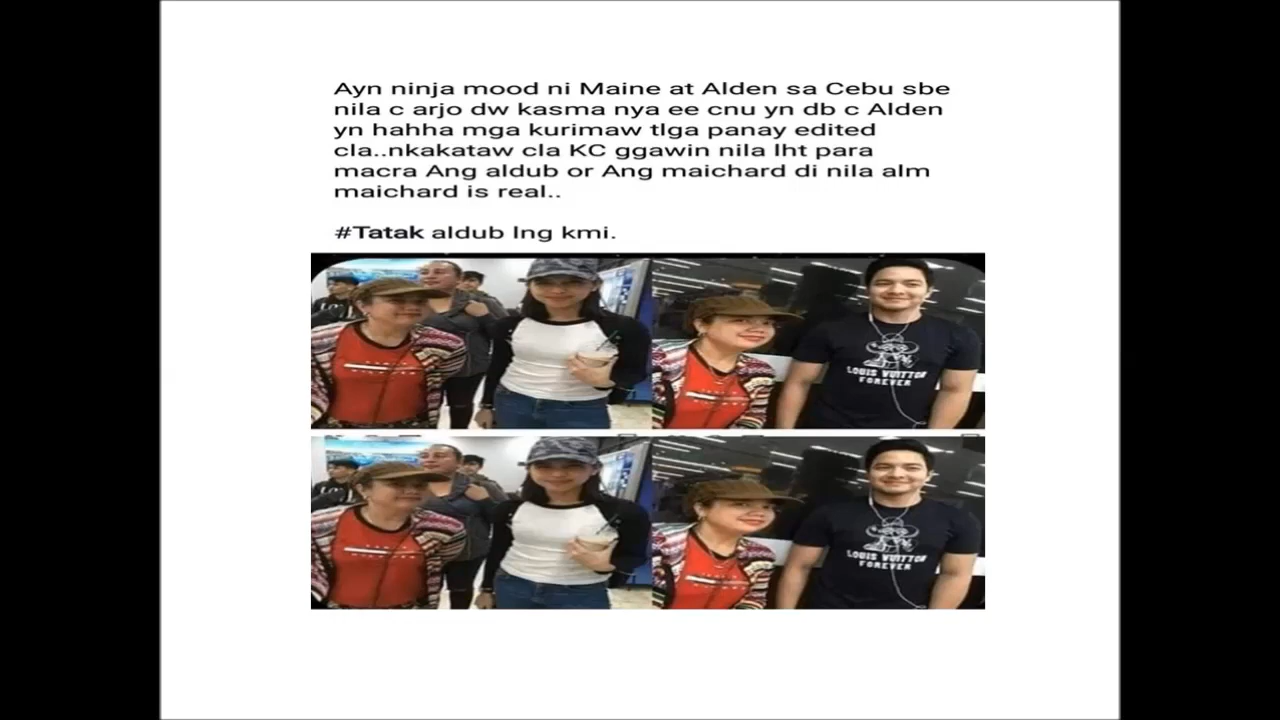 Ayn ninja mood ni Maine at Alden sa Cebu sbe
nila c arjo dw kasma nya ee cnu yn db c Alden
yn hahha mga kurimaw tlga panay edited
cla..nkakataw cla KC ggawin nila lht para
macra Ang aldub or Ang maichard di nila alm
maichard is real..
#Tatak aldub lng kmi.
LOUIS VUITTON
FOREVER
LOUIS VUITTON
FOREVER